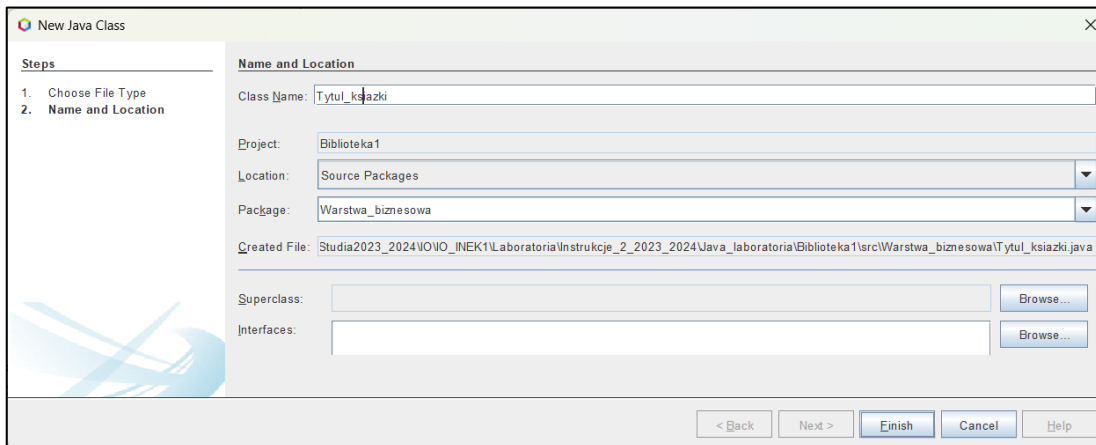 New Java Class
Steps
1. Choose File Type
2. Name and Location
Name and Location
Class Name: Tytul_ksiazki
Project: Biblioteka1
Location: Source Packages
Package: Warstwa_biznesowa
Created File: Studia2023_2024\IO\IO_INEK1\Laboratoria\Instrukcje_2_2023_2024\Java_laboratoria\Biblioteka1\src\Warstwa_biznesowa\Tytul_ksiazki.java
Superclass: Browse...
Interfaces: Browse...
< Back Next > Finish Cancel Help